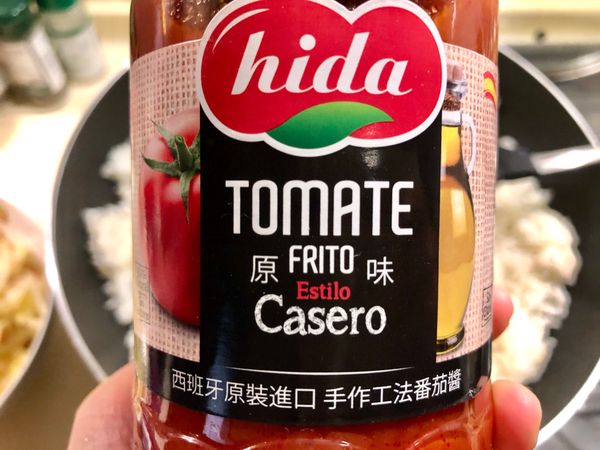 hida
TOMATE
原 FRITO 味
Estilo
Casero
西班牙原裝進口 手作工法番茄醬